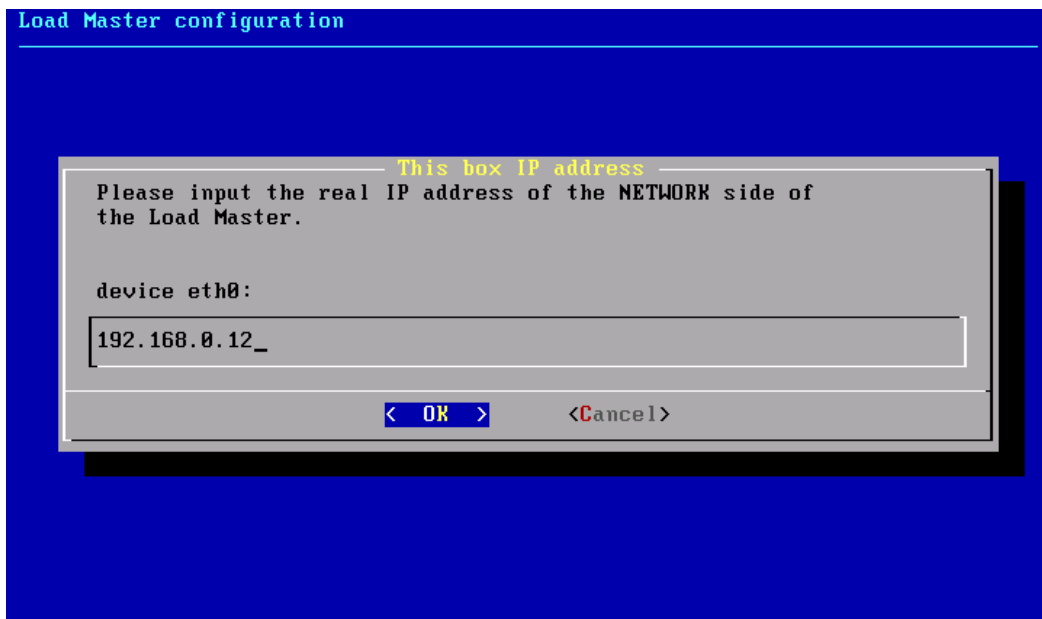 Load Master configuration
This box IP address
Please input the real IP address of the NETWORK side of
the Load Master.
device eth0:
192.168.0.12_
< OK > <Cancel>